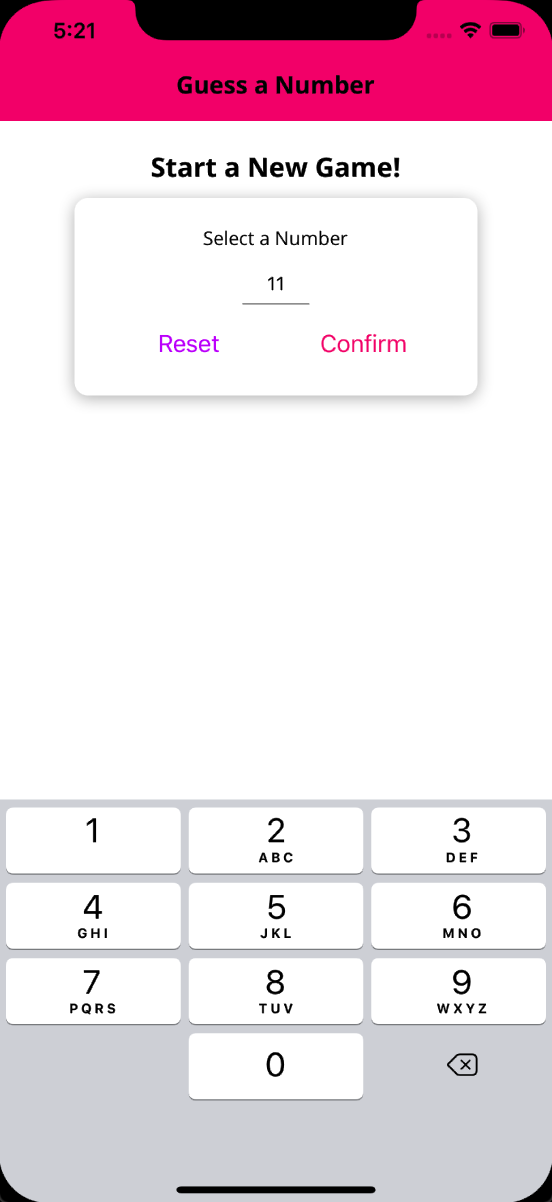 5:21
Guess a Number
Start a New Game!
Select a Number
11
Reset Confirm
1 2 3
ABC DEF
4 5 6
GHI JKL MNO
7 8 9
PQRS TUV WXYZ
0